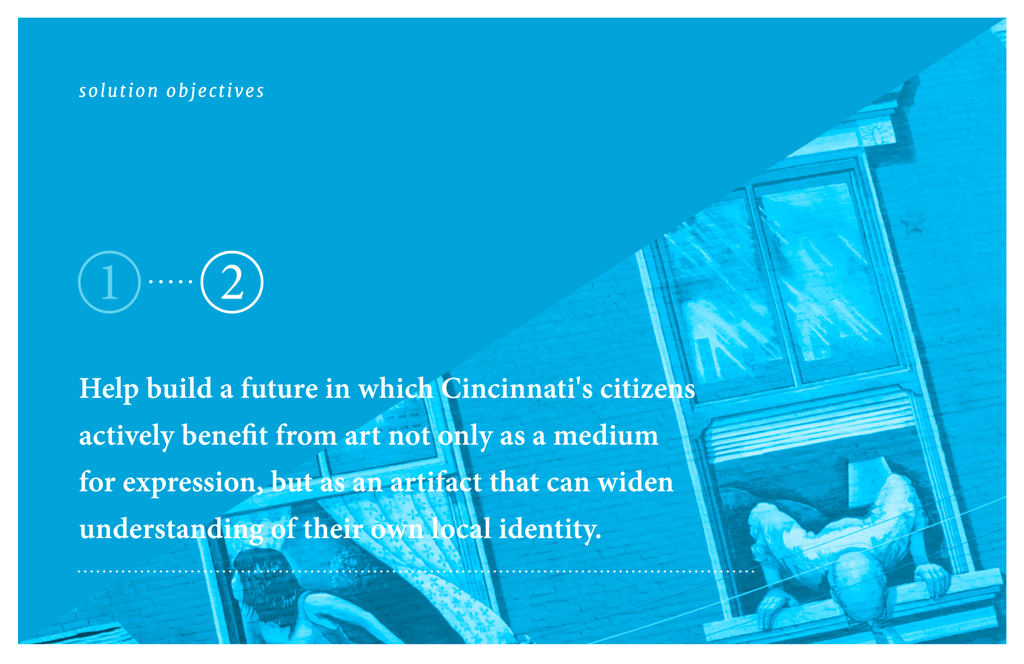 solution objectives
1 ..... 2
Help build a future in which Cincinnati's citizens
actively benefit from art not only as a medium
for expression, but as an artifact that can widen
understanding of their own local identity.